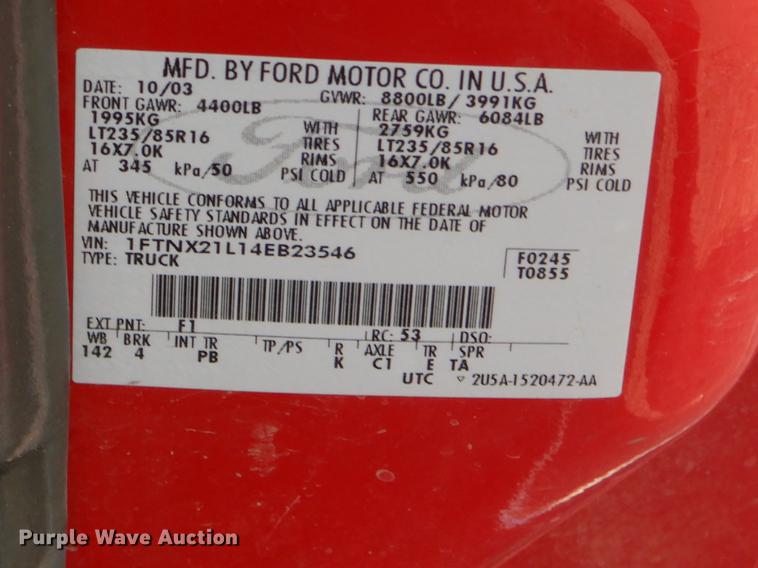 MFD. BY FORD MOTOR CO. IN U.S.A.
DATE: 10/03 GVWR: 8800LB/ 3991KG
FRONT GAWR: 4400LB REAR GAWR: 6084LB
1995KG WITH 2759KG WITH
LT235/85R16 TIRES LT235/85R16 TIRES
16X7.0K RIMS 16X7.0K RIMS
AT 345 kPa/50 PSI COLD AT 550 kPa/80 PSI COLD
Ford
THIS VEHICLE CONFORMS TO ALL APPLICABLE FEDERAL MOTOR
VEHICLE SAFETY STANDARDS IN EFFECT ON THE DATE OF
MANUFACTURE SHOWN ABOVE.
VIN: 1FTNX21L14EB23546 F0245
TYPE: TRUCK T0855
EXT PNT: F1 RC: 53 DSO:
WB BRK INT TR TP/PS R AXLE TR SPR
142 4 PB K C1 E TA
UTC 2U5A-1520472-AA
Purple Wave Auction